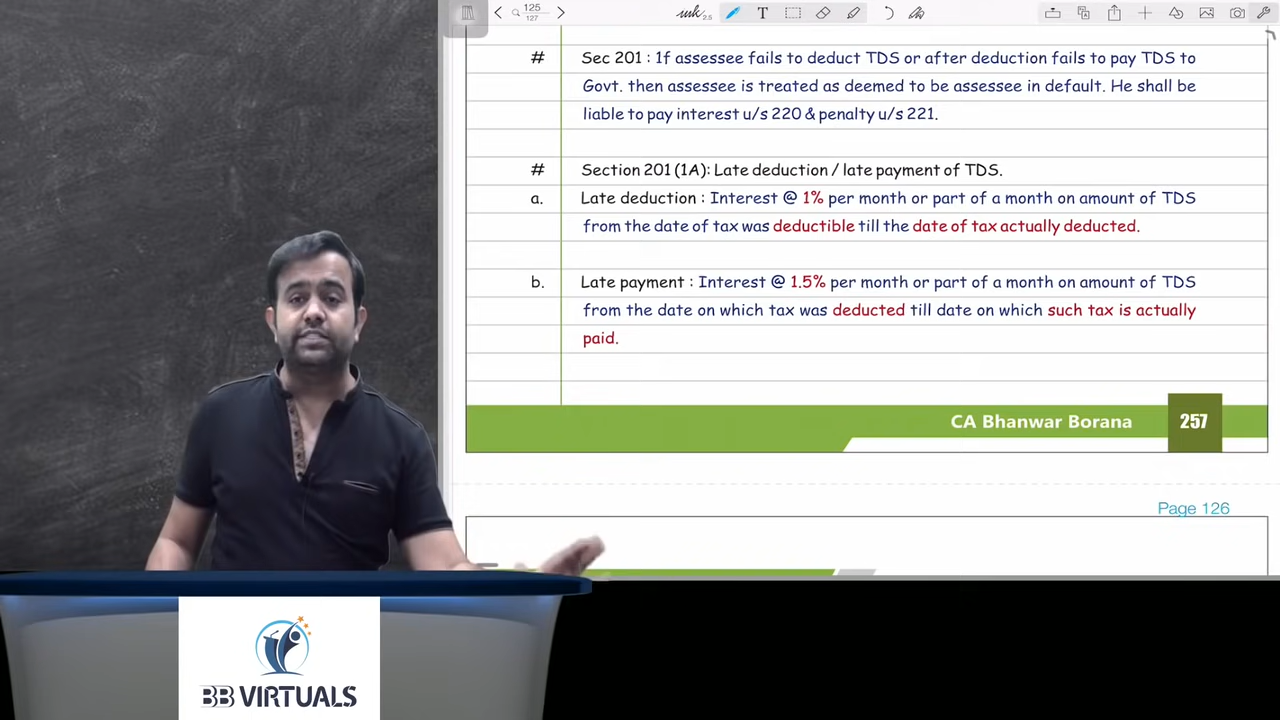 125
127
2.5
T
# Sec 201 : 1f assessee fails to deduct TDS or after deduction fails to pay TDS to
Govt. then assessee is treated as deemed to be assessee in default. He shall be
liable to pay interest u/s 220 & penalty u/s 221.
# Section 201 (1A): Late deduction / late payment of TDS.
a. Late deduction : Interest @ 1% per month or part of a month on amount of TDS
from the date of tax was deductible till the date of tax actually deducted.
b. Late payment : Interest @ 1.5% per month or part of a month on amount of TDS
from the date on which tax was deducted till date on which such tax is actually
paid.
CA Bhanwar Borana 257
Page 126
BB VIRTUALS